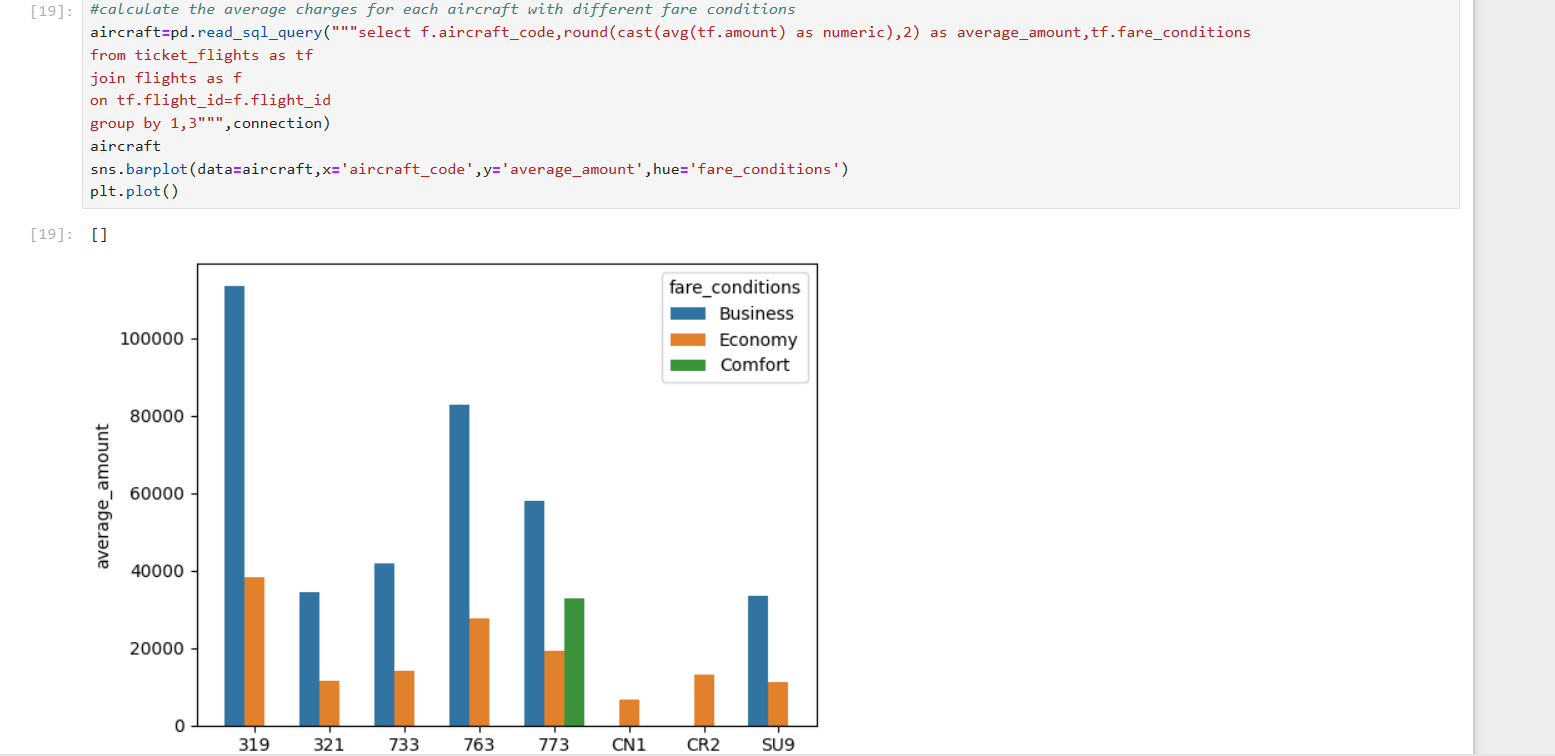 [19]: #calculate the average charges for each aircraft with different fare conditions
aircraft=pd.read_sql_query("""select f.aircraft_code,round(cast(avg(tf.amount) as numeric),2) as average_amount,tf.fare_conditions
from ticket_flights as tf
join flights as f
on tf.flight_id=f.flight_id
group by 1,3""",connection)
aircraft
sns.barplot(data=aircraft,x='aircraft_code',y='average_amount',hue='fare_conditions')
plt.plot()
[19]: []
fare_conditions
Business
Economy
Comfort
average_amount
100000
80000
60000
40000
20000
0
319 321 733 763 773 CN1 CR2 SU9